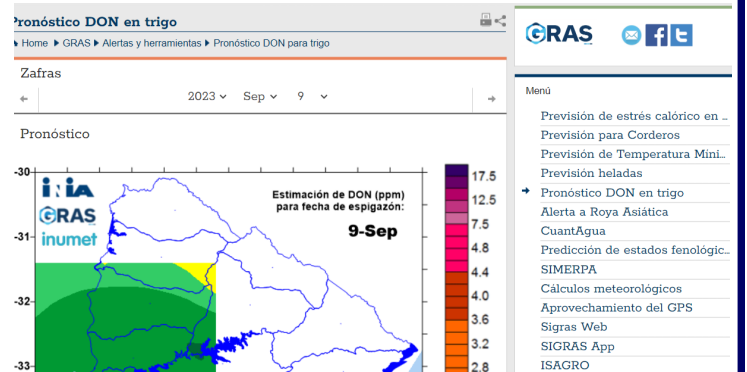 Pronóstico DON en trigo
Home GRAS Alertas y herramientas Pronóstico DON para trigo
Zafras
2023 Sep 9
Pronóstico
-30
-31
-32
-33
INIA
GRAS
inumet
Estimación de DON (ppm)
para fecha de espigazón:
9-Sep
17.5
12.5
7.5
4.8
4.4
4.0
3.6
3.2
2.8
GRAS
Menú
Previsión de estrés calórico en ...
Previsión para Corderos
Previsión de Temperatura Míni...
Previsión heladas
Pronóstico DON en trigo
Alerta a Roya Asiática
CuantAgua
Predicción de estados fenológic...
SIMERPA
Cálculos meteorológicos
Aprovechamiento del GPS
Sigras Web
SIGRAS App
ISAGRO